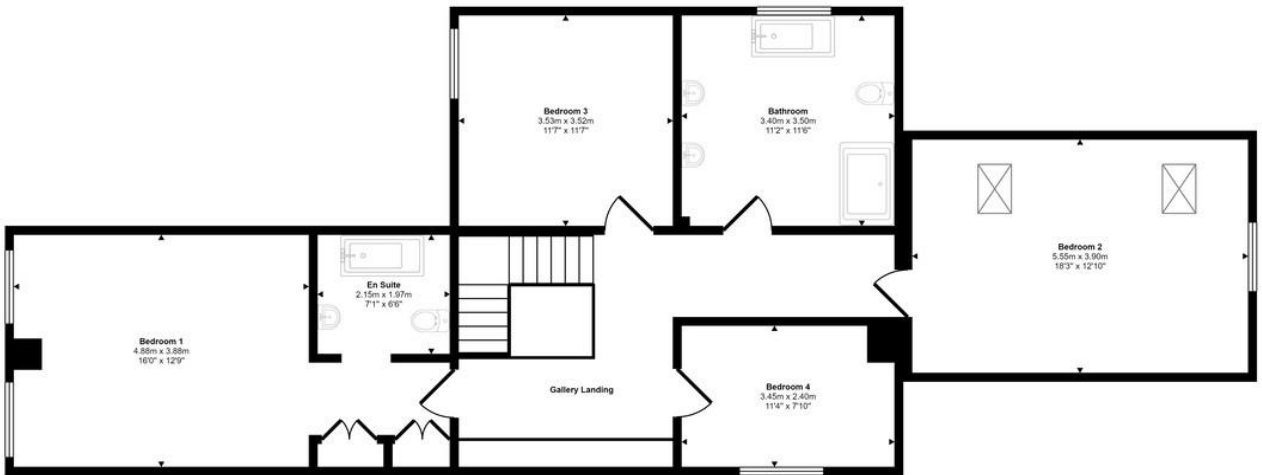 Bedroom 3
3.53m x 3.52m
11'7" x 11'7"
Bathroom
3.40m x 3.50m
11'2" x 11'6"
Bedroom 2
5.55m x 3.90m
18'3" x 12'10"
En Suite
2.15m x 1.97m
7'1" x 6'6"
Bedroom 1
4.88m x 3.88m
16'0" x 12'9"
Gallery Landing
Bedroom 4
3.45m x 2.40m
11'4" x 7'10"